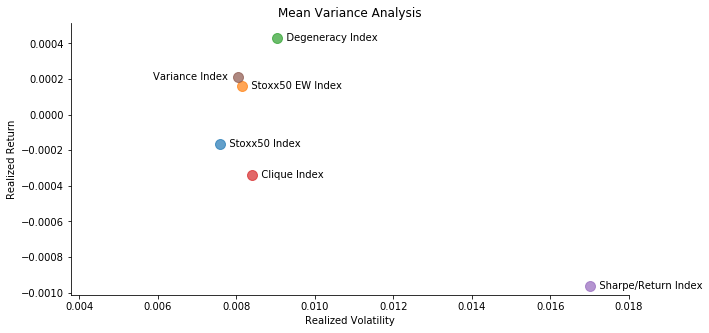 Mean Variance Analysis
Realized Return
0.0004
0.0002
0.0000
−0.0002
−0.0004
−0.0006
−0.0008
−0.0010
Degeneracy Index
Variance Index
Stoxx50 EW Index
Stoxx50 Index
Clique Index
Sharpe/Return Index
0.004 0.006 0.008 0.010 0.012 0.014 0.016 0.018
Realized Volatility